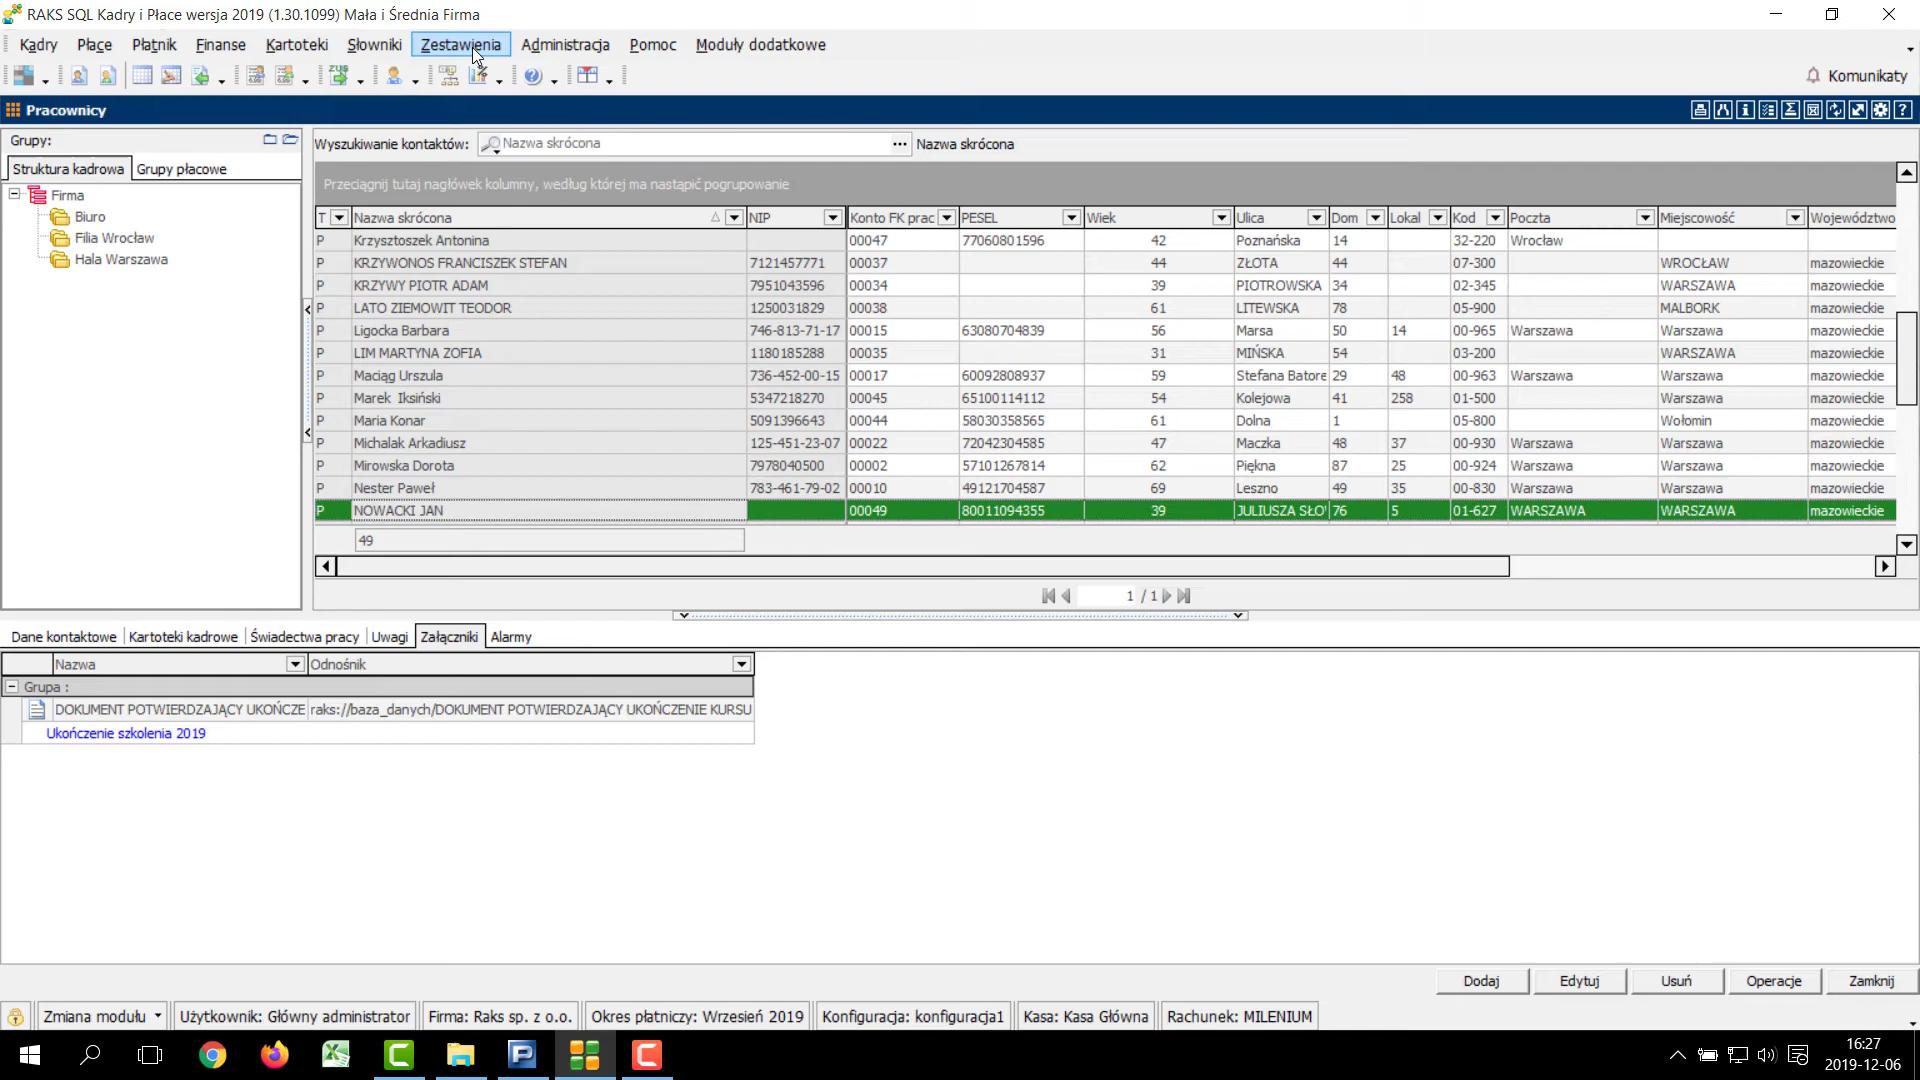 RAKS SQL Kadry i Płace wersja 2019 (1.30.1099) Mała i Średnia Firma
Kadry Płace Płatnik Finanse Kartoteki Słowniki Zestawienia Administracja Pomoc Moduły dodatkowe
Komunikaty
Pracownicy
Grupy:
Wyszukiwanie kontaktów: Nazwa skrócona ... Nazwa skrócona
Struktura kadrowa Grupy płacowe
Firma
Biuro
Filia Wrocław
Hala Warszawa
Przeciągnij tutaj nagłówek kolumny, według której ma nastąpić pogrupowanie
T Nazwa skrócona NIP Konto FK prac PESEL Wiek Ulica Dom Lokal Kod Poczta Miejscowość Województwo
P Krzysztoszek Antonina 00047 77060801596 42 Poznańska 14 32-220 Wrocław
P KRZYWONOS FRANCISZEK STEFAN 7121457771 00037 44 ZŁOTA 44 07-300 WROCŁAW mazowieckie
P KRZYWY PIOTR ADAM 7951043596 00034 39 PIOTROWSKA 34 02-345 WARSZAWA mazowieckie
P LATO ZIEMOWIT TEODOR 1250031829 00038 61 LITEWSKA 78 05-900 MALBORK mazowieckie
P Ligocka Barbara 746-813-71-17 00015 63080704839 56 Marsa 50 14 00-965 Warszawa Warszawa mazowieckie
P LIM MARTYNA ZOFIA 1180185288 00035 31 MIŃSKA 54 03-200 WARSZAWA mazowieckie
P Maciąg Urszula 736-452-00-15 00017 60092808937 59 Stefana Batore 29 48 00-963 Warszawa Warszawa mazowieckie
P Marek Iksiński 5347218270 00045 65100114112 54 Kolejowa 41 258 01-500 Warszawa mazowieckie
P Maria Konar 5091396643 00044 58030358565 61 Dolna 1 05-800 Wołomin mazowieckie
P Michalak Arkadiusz 125-451-23-07 00022 72042304585 47 Maczka 48 37 00-930 Warszawa Warszawa mazowieckie
P Mirowska Dorota 7978040500 00002 57101267814 62 Piękna 87 25 00-924 Warszawa Warszawa mazowieckie
P Nester Paweł 783-461-79-02 00010 49121704587 69 Leszno 49 35 00-830 Warszawa Warszawa mazowieckie
P NOWACKI JAN 00049 80011094355 39 JULIUSZA SŁO 76 5 01-627 WARSZAWA WARSZAWA mazowieckie
49
1 / 1
Dane kontaktowe Kartoteki kadrowe Świadectwa pracy Uwagi Załączniki Alarmy
Nazwa Odnośnik
Grupa :
DOKUMENT POTWIERDZAJĄCY UKOŃCZE raks://baza_danych/DOKUMENT POTWIERDZAJĄCY UKOŃCZENIE KURSU
Ukończenie szkolenia 2019
Dodaj Edytuj Usuń Operacje Zamknij
Zmiana modułu Użytkownik: Główny administrator Firma: Raks sp. z o.o. Okres płatniczy: Wrzesień 2019 Konfiguracja: konfiguracja1 Kasa: Kasa Główna Rachunek: MILENIUM
16:27
2019-12-06